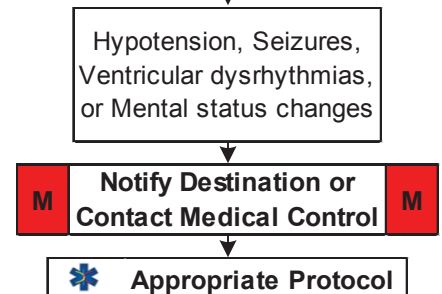 Hypotension, Seizures,
Ventricular dysrhythmias,
or Mental status changes
M Notify Destination or M
Contact Medical Control
Appropriate Protocol